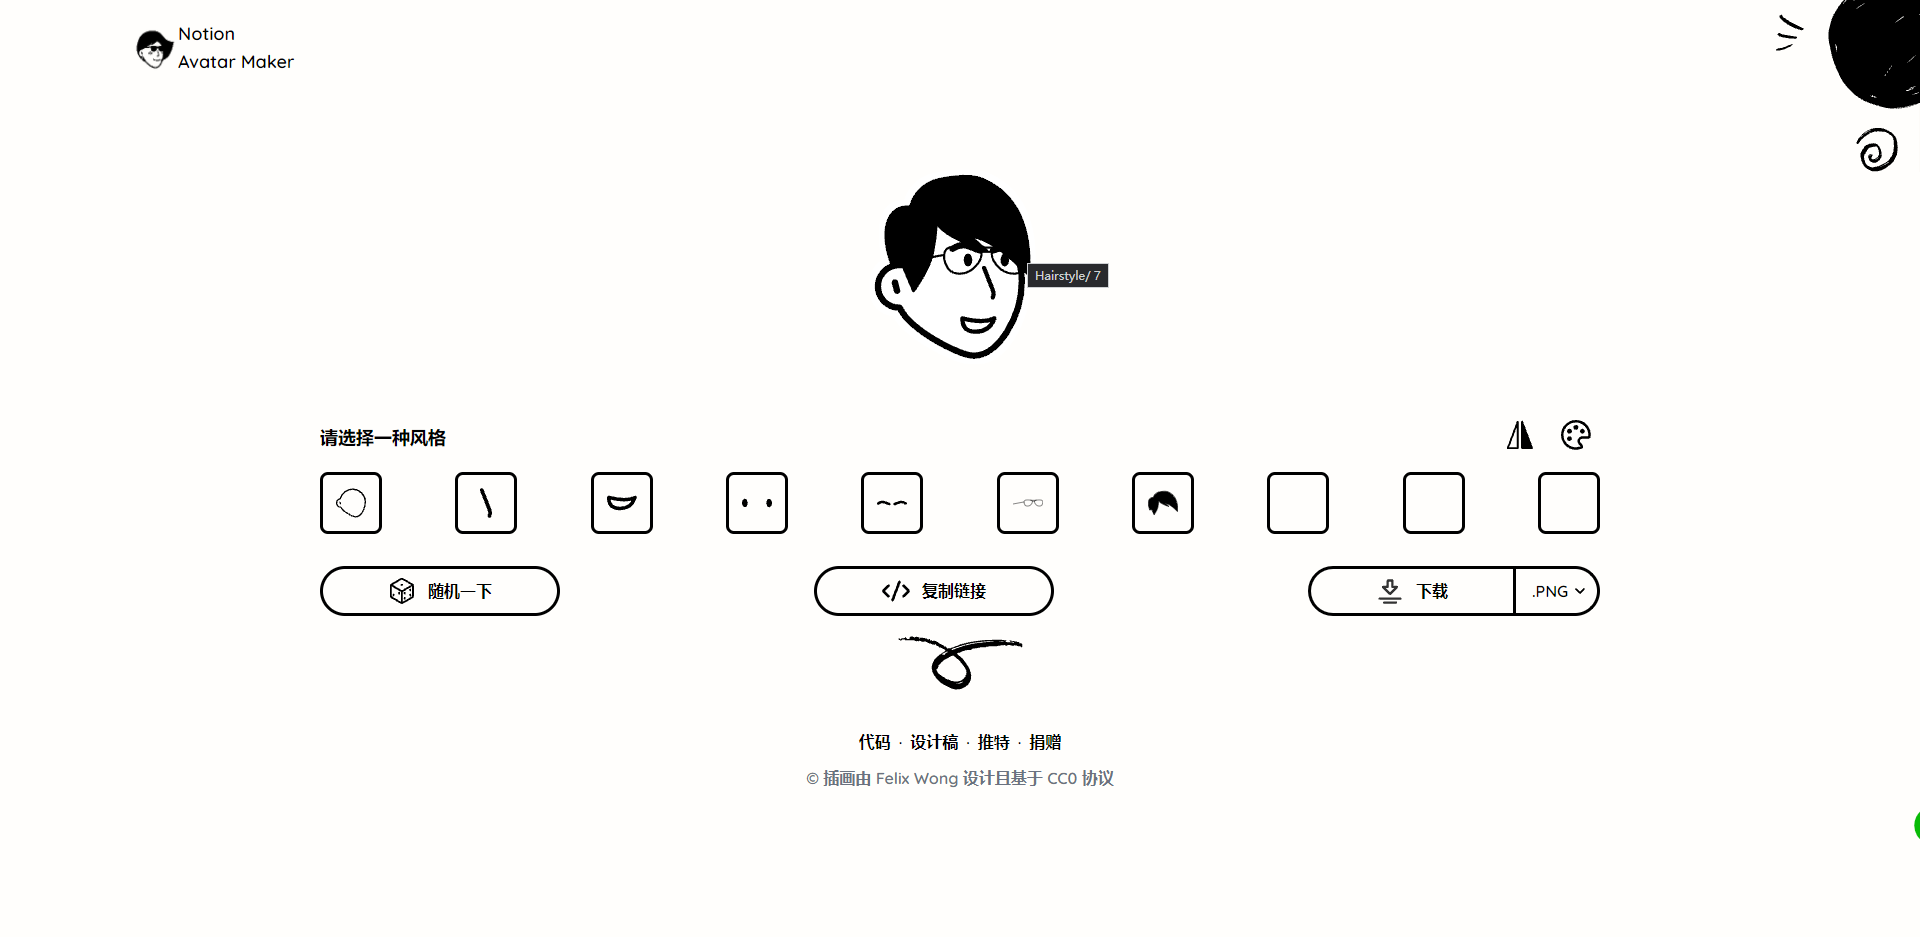 Notion
Avatar Maker
Hairstyle/ 7
请选择一种风格
随机一下
复制链接
下载
.PNG
代码 · 设计稿 · 推特 · 捐赠
© 插画由 Felix Wong 设计且基于 CC0 协议